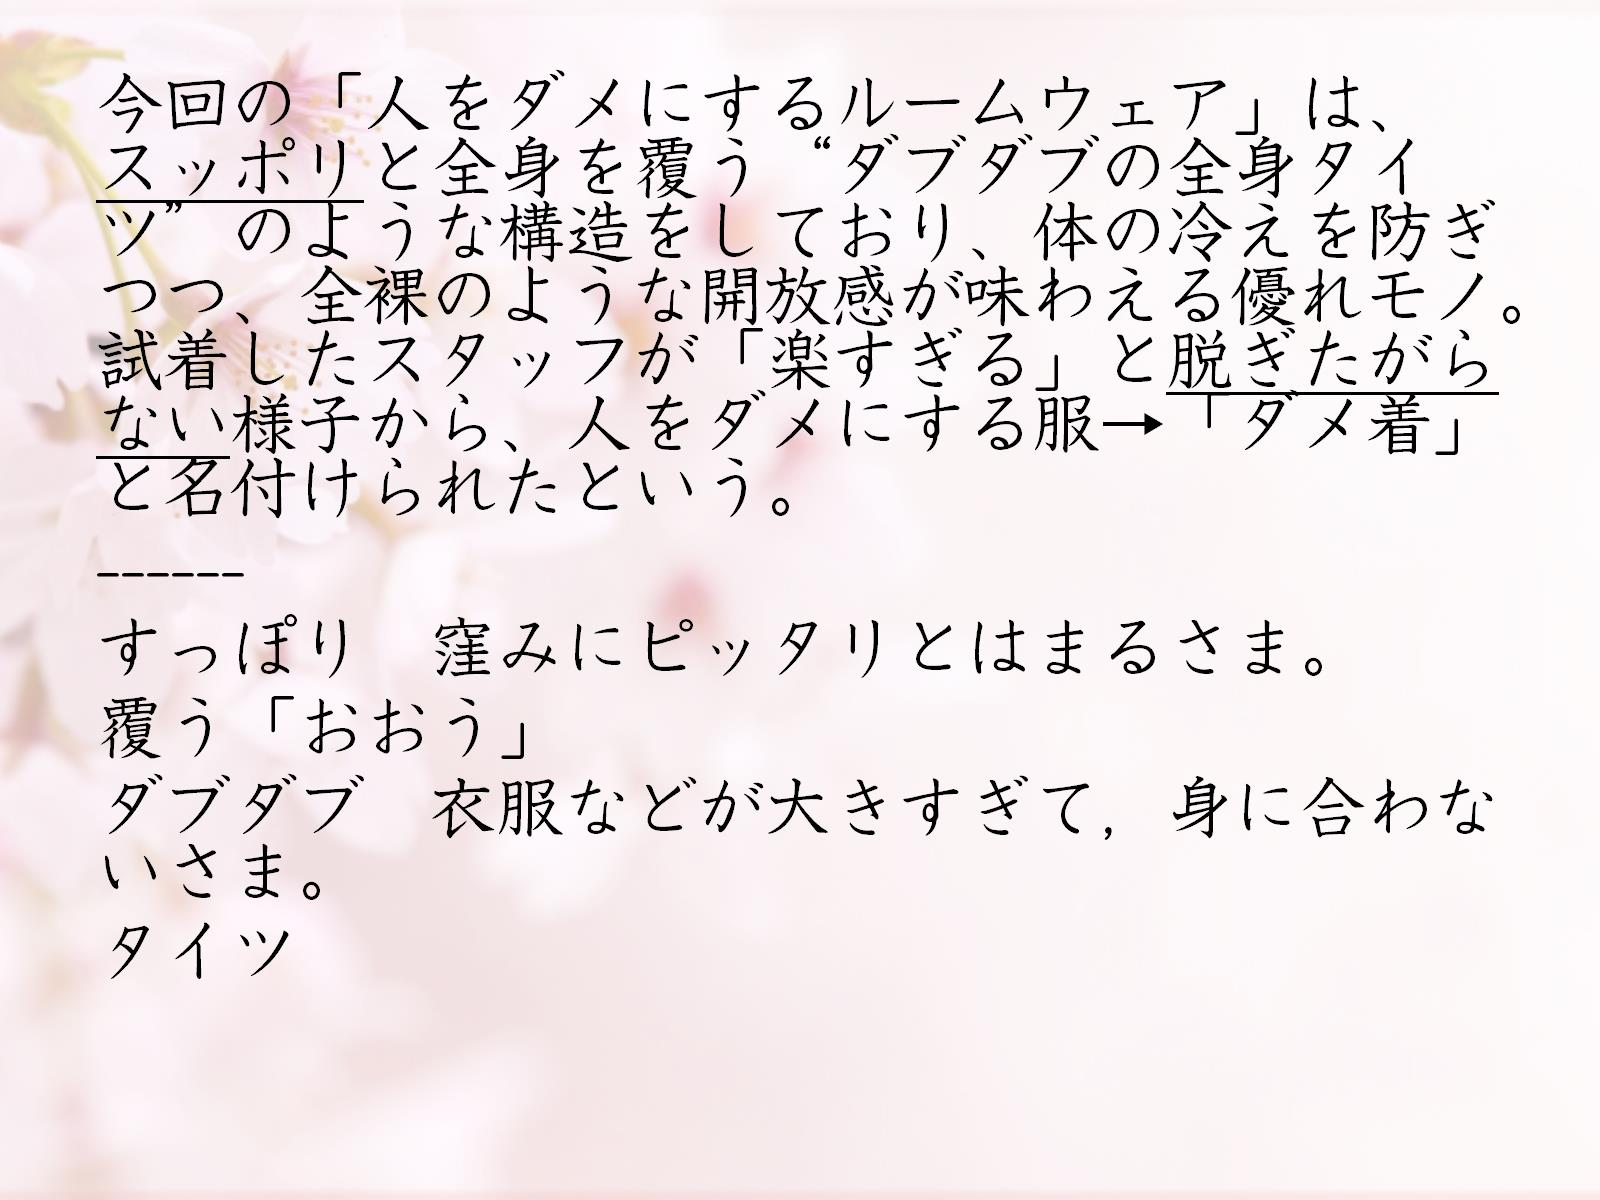 今回の「人をダメにするルームウェア」は、
スッポリと全身を覆う“ダブダブの全身タイ
ツ”のような構造をしており、体の冷えを防ぎ
つつ、全裸のような開放感が味わえる優れモノ。
試着したスタッフが「楽すぎる」と脱ぎたがら
ない様子から、人をダメにする服→「ダメ着」
と名付けられたという。
------
すっぽり　窪みにピッタリとはまるさま。
覆う「おおう」
ダブダブ　衣服などが大きすぎて，身に合わな
いさま。
タイツ